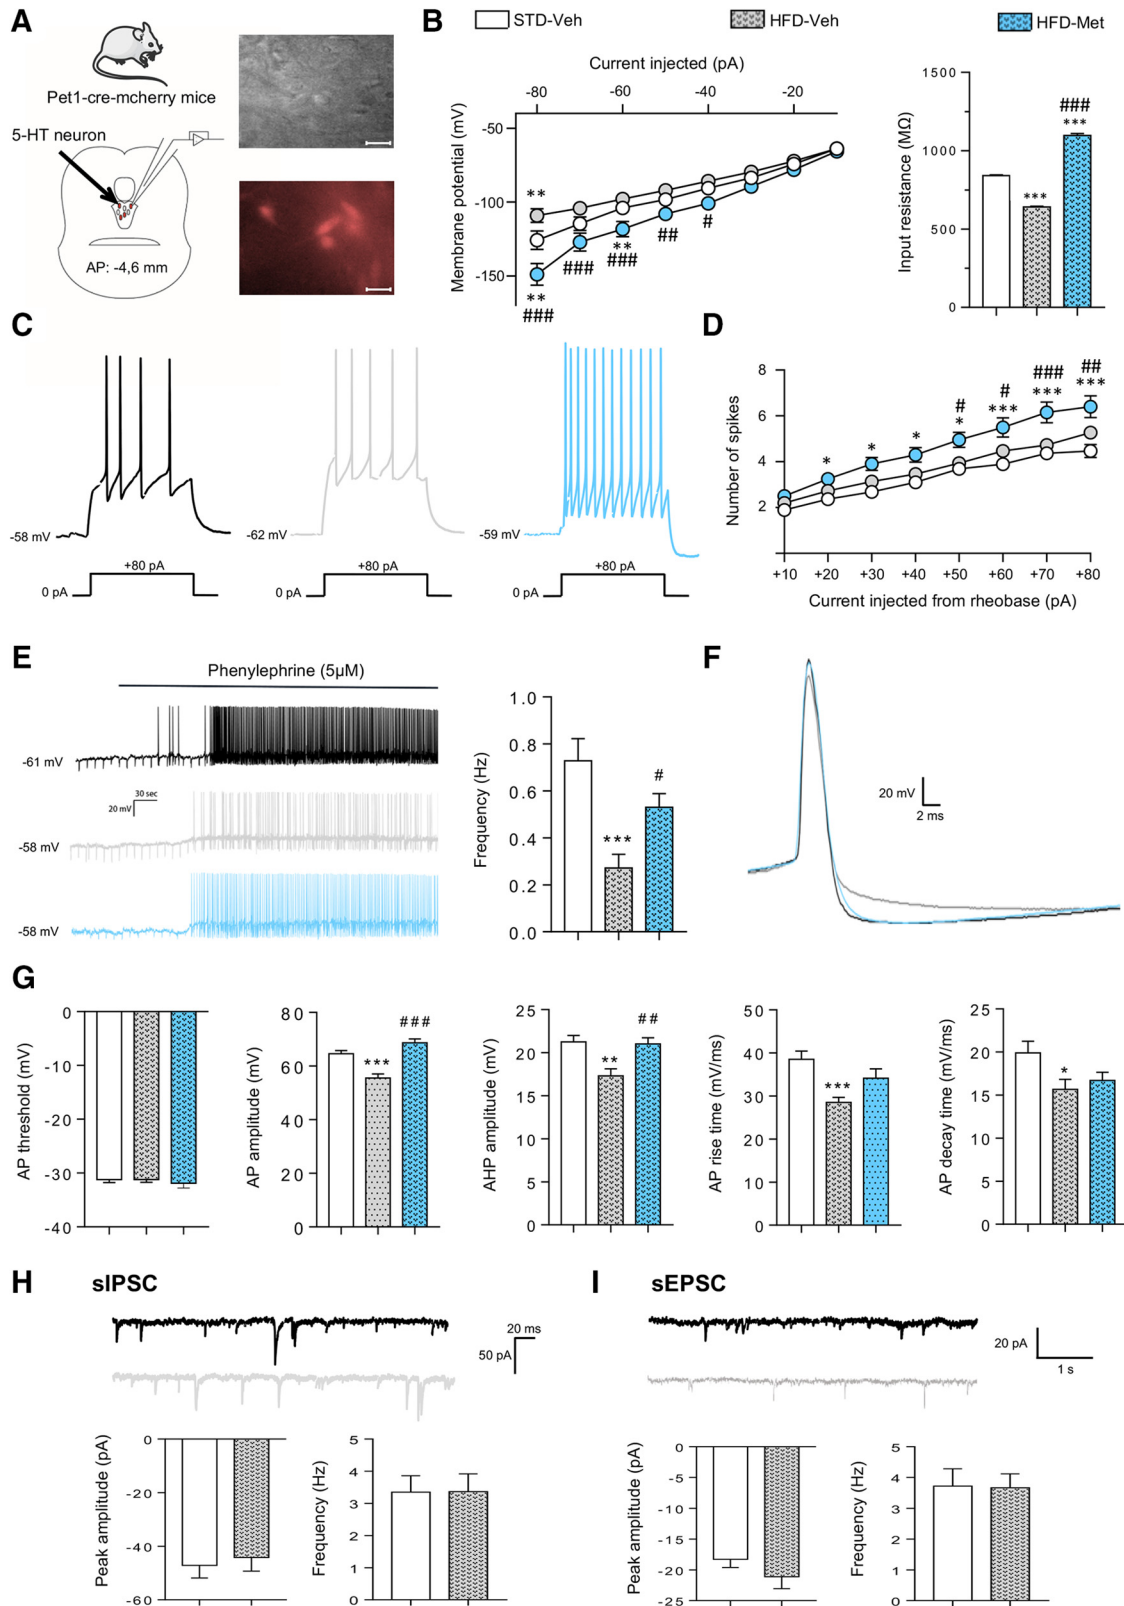 A
Pet1-cre-mcherry mice
5-HT neuron
AP: -4,6 mm
B
STD-Veh
HFD-Veh
HFD-Met
Current injected (pA)
-80 -60 -40 -20
Membrane potential (mV)
-50
-100
-150
**
**
###
###
**
###
##
#
Input resistance (MΩ)
1500
1000
500
0
***
###
***
C
-58 mV
-62 mV
-59 mV
+80 pA
+80 pA
+80 pA
0 pA
0 pA
0 pA
D
Number of spikes
8
6
4
2
* * * # * # *** ### *** ## ***
+10 +20 +30 +40 +50 +60 +70 +80
Current injected from rheobase (pA)
E
Phenylephrine (5µM)
-61 mV
30 sec
20 mV
-58 mV
-58 mV
Frequency (Hz)
1.0
0.8
0.6
0.4
0.2
0.0
***
#
F
20 mV
2 ms
G
AP threshold (mV)
0
-10
-20
-30
-40
AP amplitude (mV)
80
60
40
20
0
***
###
AHP amplitude (mV)
25
20
15
10
5
0
**
##
AP rise time (mV/ms)
50
40
30
20
10
0
***
AP decay time (mV/ms)
25
20
15
10
5
0
*
H sIPSC
20 ms
50 pA
Peak amplitude (pA)
0
-20
-40
-60
Frequency (Hz)
5
4
3
2
1
0
I sEPSC
20 pA
1 s
Peak amplitude (pA)
0
-5
-10
-15
-20
-25
Frequency (Hz)
5
4
3
2
1
0